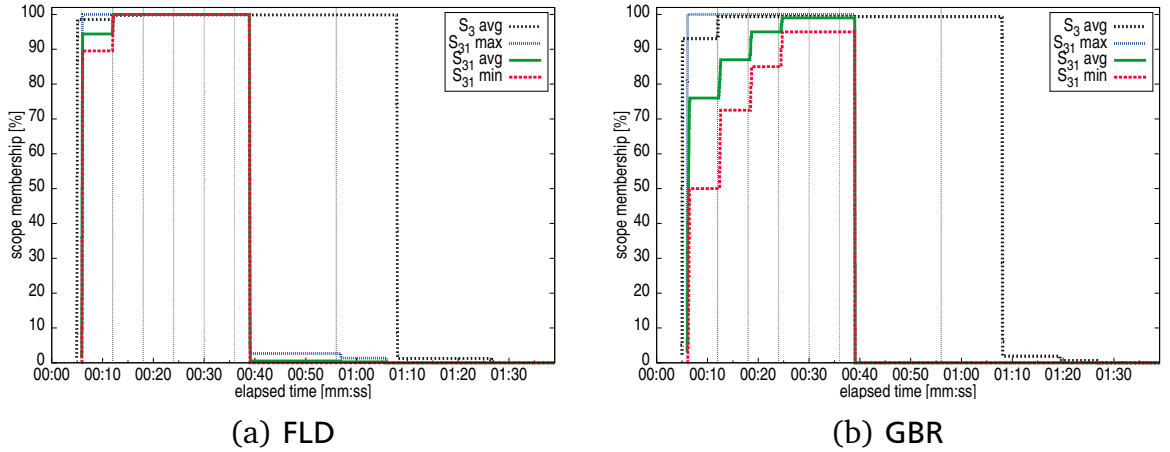 100
90
80
70
60
50
40
30
20
10
0
scope membership [%]
S3 avg
S31 max
S31 avg
S31 min
00:00 00:10 00:20 00:30 00:40 00:50 01:00 01:10 01:20 01:30
elapsed time [mm:ss]
(a) FLD
100
90
80
70
60
50
40
30
20
10
0
scope membership [%]
S3 avg
S31 max
S31 avg
S31 min
00:00 00:10 00:20 00:30 00:40 00:50 01:00 01:10 01:20 01:30
elapsed time [mm:ss]
(b) GBR